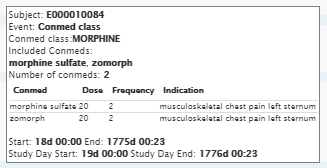 Subject: E000010084
Event: Conmed class
Conmed class:MORPHINE
Included Conmeds:
morphine sulfate, zomorph
Number of conmeds: 2
Conmed Dose Frequency Indication
morphine sulfate 20 2 musculoskeletal chest pain left sternum
zomorph 20 2 musculoskeletal chest pain left sternum
Start: 18d 00:00 End: 1775d 00:23
Study Day Start: 19d 00:00 Study Day End: 1776d 00:23